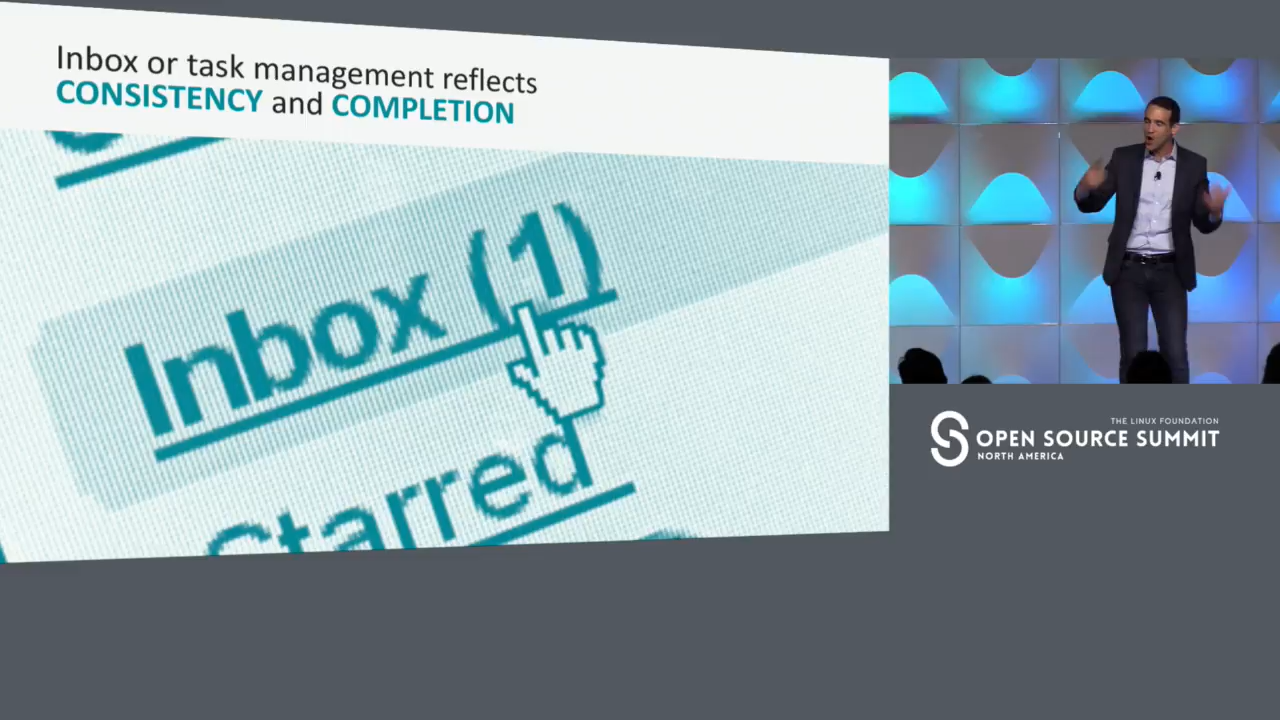 Inbox or task management reflects
CONSISTENCY and COMPLETION
Inbox (1)
Starred
THE LINUX FOUNDATION
OPEN SOURCE SUMMIT
NORTH AMERICA